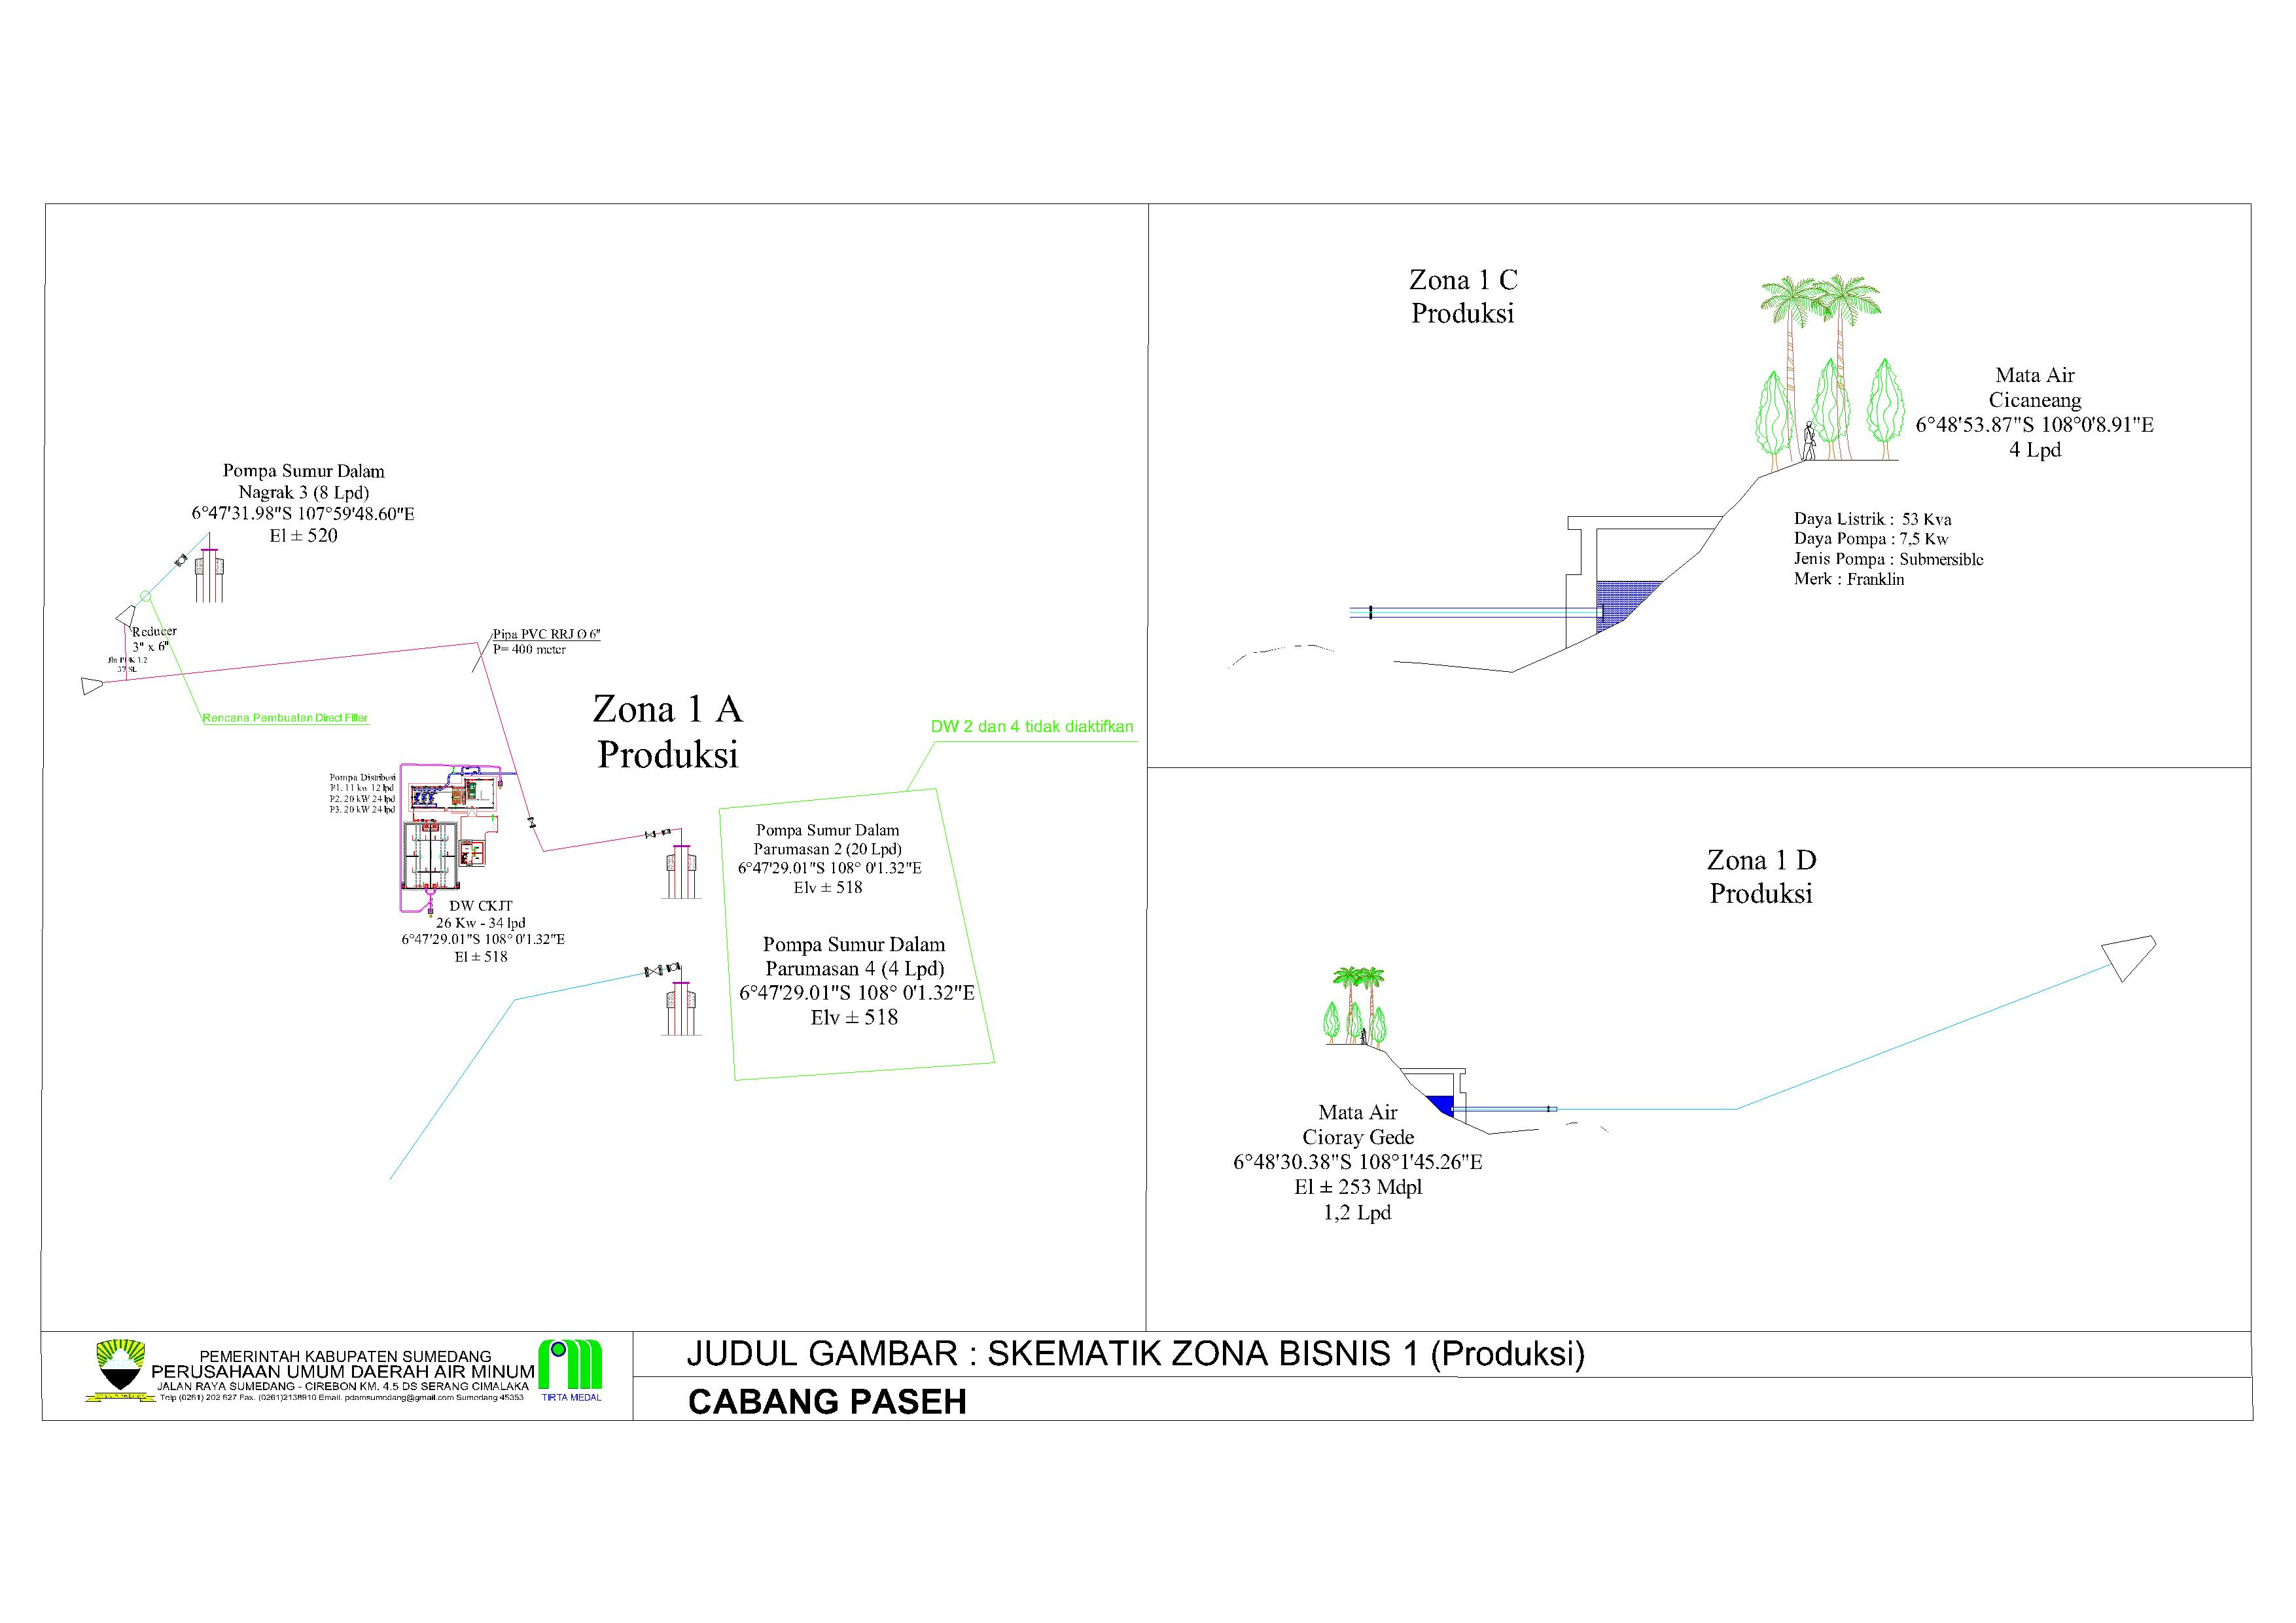 Pompa Sumur Dalam
Nagrak 3 (8 Lpd)
6°47'31.98"S 107°59'48.60"E
El ± 520
Reducer
3" x 6"
37 SL
Pipa PVC RRJ Ø 6"
P= 400 meter
Rencana Pembuatan Direct Filler
Zona 1 A
Produksi
DW 2 dan 4 tidak diaktifkan
Pompa Distribusi
P1. 11 kw 12 lpd
P2. 20 kW 24 lpd
P3. 20 kW 24 lpd
DW CKJT
26 Kw - 34 lpd
6°47'29.01"S 108° 0'1.32"E
El ± 518
Pompa Sumur Dalam
Parumasan 2 (20 Lpd)
6°47'29.01"S 108° 0'1.32"E
Elv ± 518
Pompa Sumur Dalam
Parumasan 4 (4 Lpd)
6°47'29.01"S 108° 0'1.32"E
Elv ± 518
Zona 1 C
Produksi
Mata Air
Cicaneang
6°48'53.87"S 108°0'8.91"E
4 Lpd
Daya Listrik : 53 Kva
Daya Pompa : 7,5 Kw
Jenis Pompa : Submersible
Merk : Franklin
Zona 1 D
Produksi
Mata Air
Cioray Gede
6°48'30.38"S 108°1'45.26"E
El ± 253 Mdpl
1,2 Lpd
PEMERINTAH KABUPATEN SUMEDANG
PERUSAHAAN UMUM DAERAH AIR MINUM
JALAN RAYA SUMEDANG - CIREBON KM. 4.5 DS SERANG CIMALAKA
Telp (0261) 202 527 Fax. (0261)2138910 Email. pdamsumedang@gmail.com Sumedang 45353
TIRTA MEDAL
JUDUL GAMBAR : SKEMATIK ZONA BISNIS 1 (Produksi)
CABANG PASEH